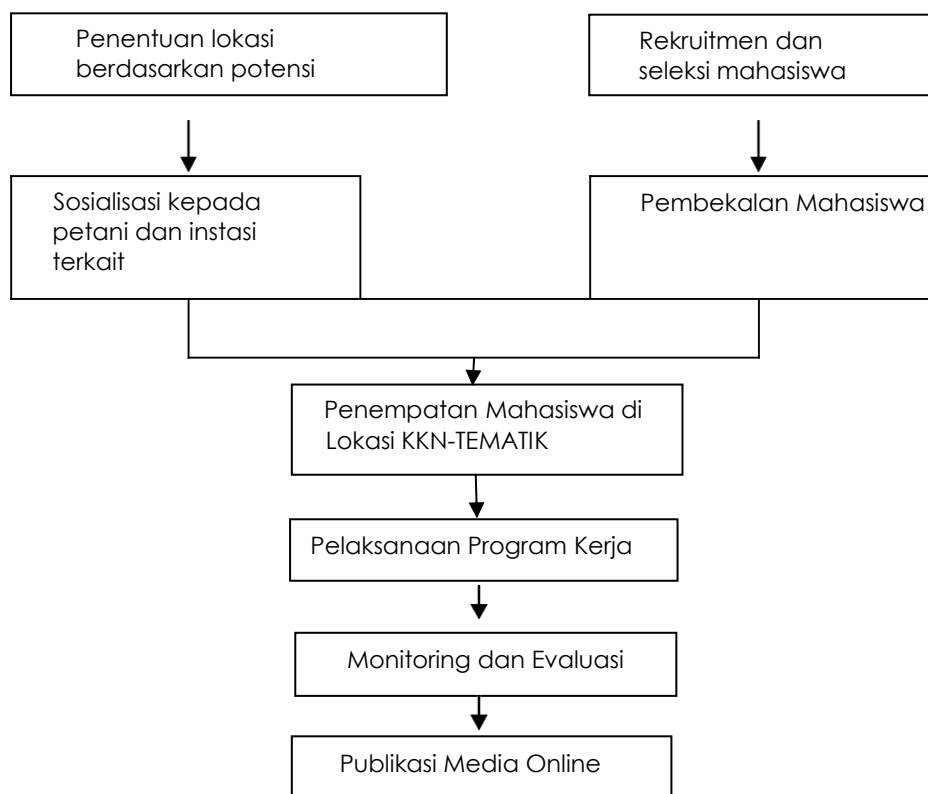 Penentuan lokasi
berdasarkan potensi
Rekruitmen dan
seleksi mahasiswa
Sosialisasi kepada
petani dan instasi
terkait
Pembekalan Mahasiswa
Penempatan Mahasiswa di
Lokasi KKN-TEMATIK
Pelaksanaan Program Kerja
Monitoring dan Evaluasi
Publikasi Media Online